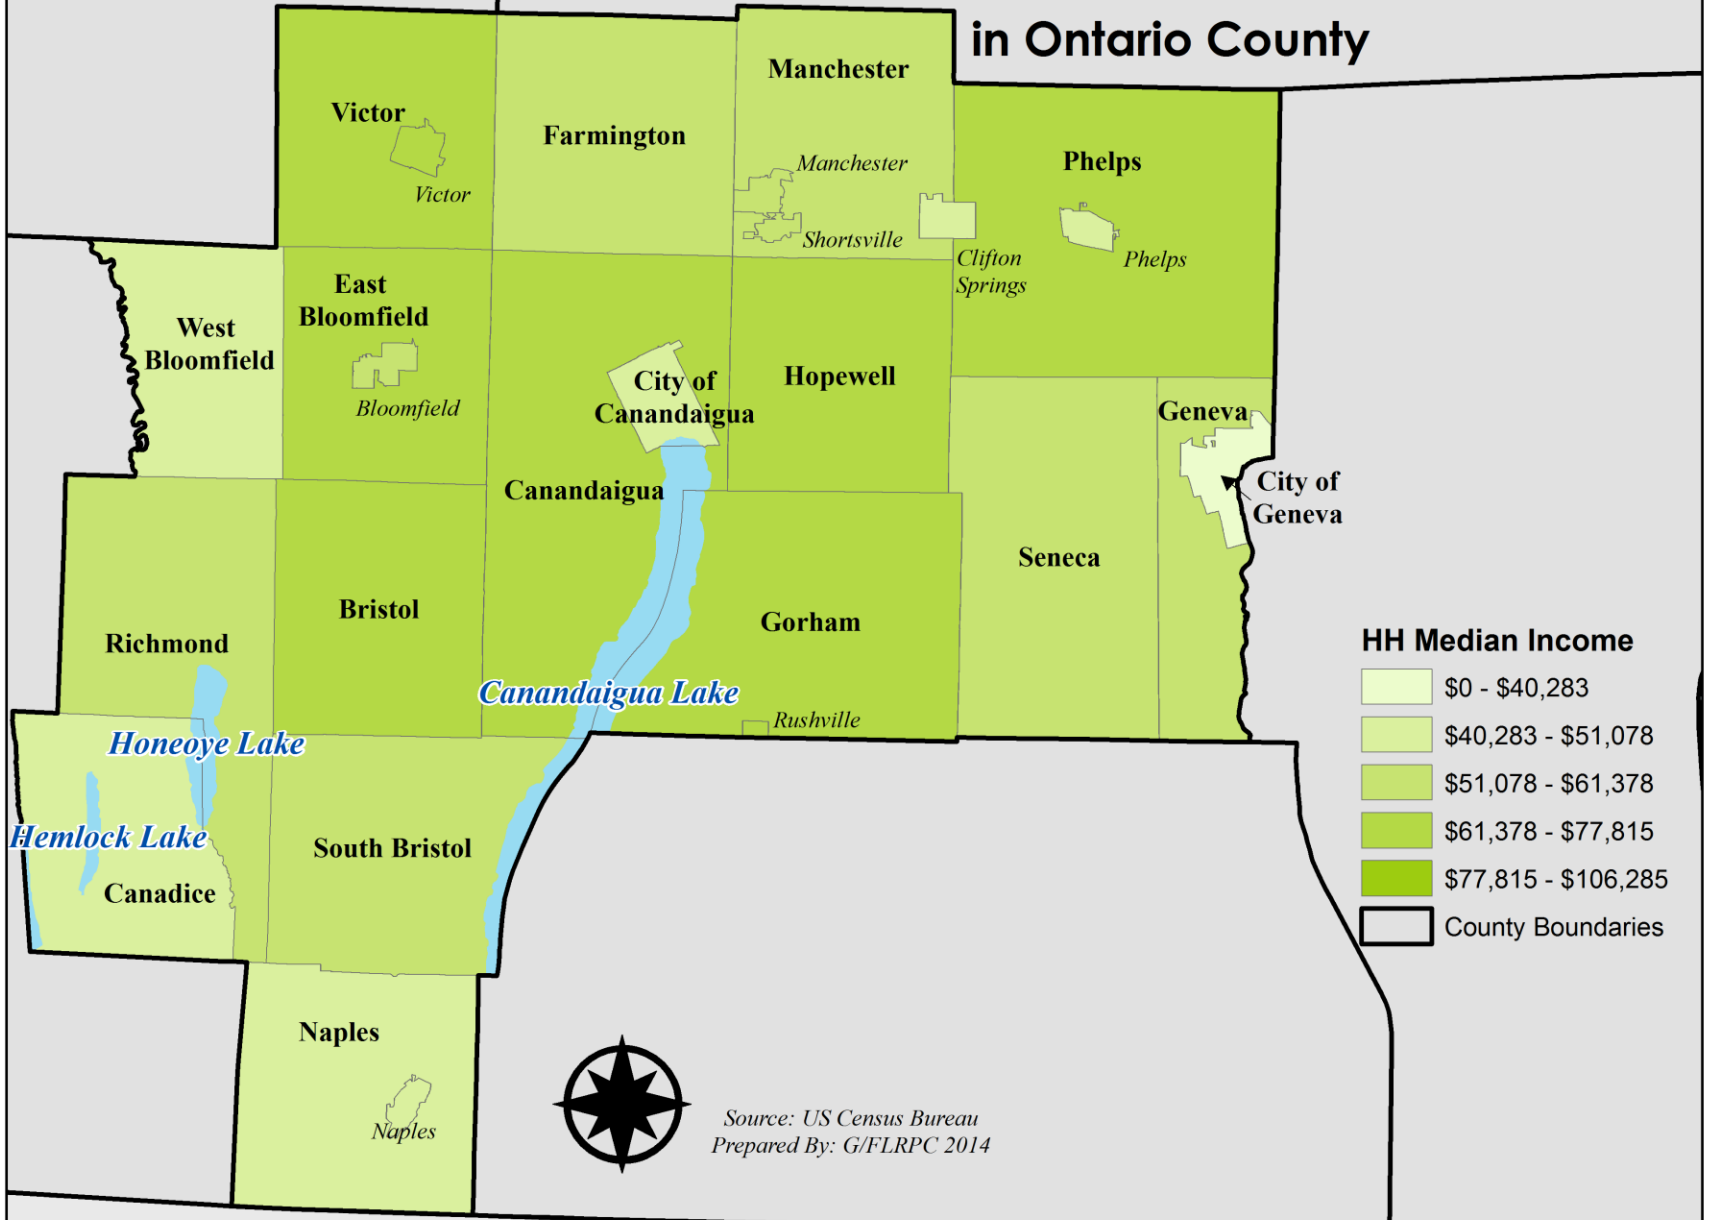 in Ontario County
Manchester
Victor
Farmington
Phelps
Manchester
Victor
Shortsville
Clifton
Springs
Phelps
East
Bloomfield
West
Bloomfield
City of
Canandaigua
Hopewell
Bloomfield
Geneva
Canandaigua
City of
Geneva
Seneca
Bristol
Gorham
Richmond
Canandaigua Lake
Rushville
Honeoye Lake
Hemlock Lake
South Bristol
Canadice
Naples
Naples
HH Median Income
$0 - $40,283
$40,283 - $51,078
$51,078 - $61,378
$61,378 - $77,815
$77,815 - $106,285
County Boundaries
Source: US Census Bureau
Prepared By: G/FLRPC 2014